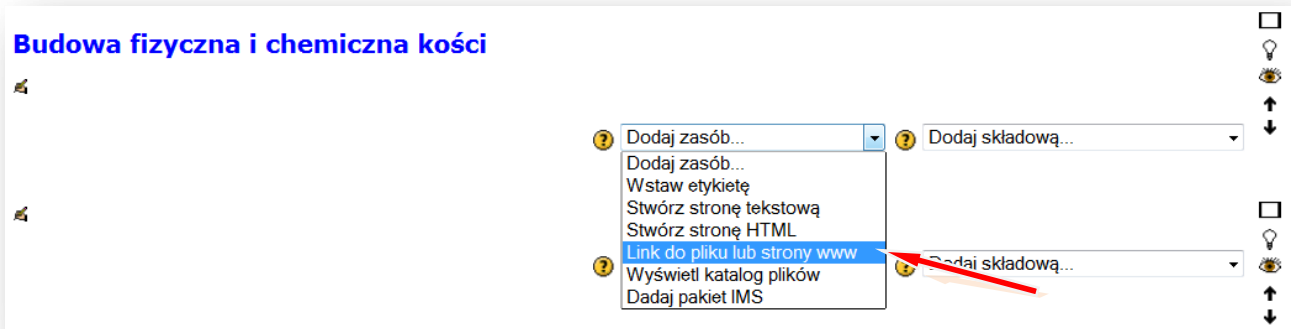 Budowa fizyczna i chemiczna kości
Dodaj zasób... Dodaj składową...
Dodaj zasób...
Wstaw etykietę
Stwórz stronę tekstową
Stwórz stronę HTML
Link do pliku lub strony www
Dodaj składową...
Wyświetl katalog plików
Dadaj pakiet IMS